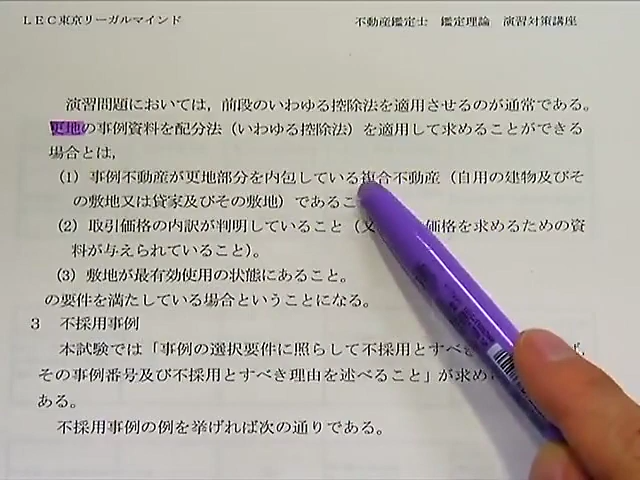 LEC東京リーガルマインド 不動産鑑定士 鑑定理論 演習対策講座
演習問題においては，前段のいわゆる控除法を適用させるのが通常である。
更地の事例資料を配分法（いわゆる控除法）を適用して求めることができる
場合とは，
（1）事例不動産が更地部分を内包している複合不動産（自用の建物及びそ
の敷地又は貸家及びその敷地）であるこ
（2）取引価格の内訳が判明していること（ 価格を求めるための資
料が与えられていること）。
（3）敷地が最有効使用の状態にあること。
の要件を満たしている場合ということになる。
3 不採用事例
本試験では「事例の選択要件に照らして不採用とすべ
その事例番号及び不採用とすべき理由を述べること」が求め
ある。
不採用事例の例を挙げれば次の通りである。